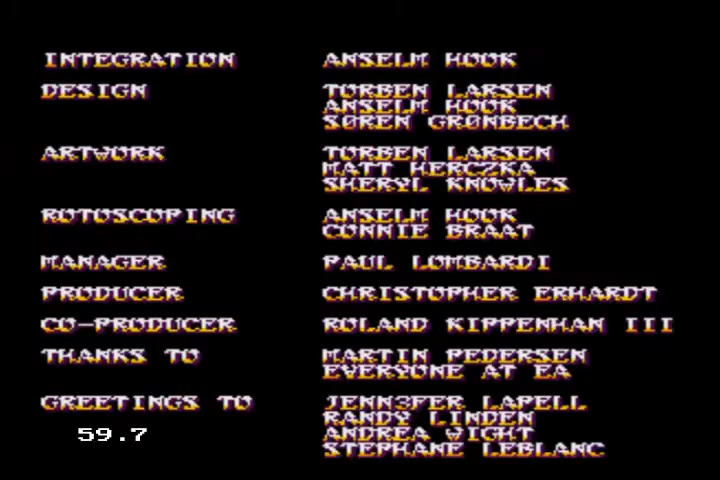 INTEGRATION ANSELM HOOK
DESIGN TORBEN LARSEN
ANSELM HOOK
SØREN GRØNBECH
ARTWORK TORBEN LARSEN
MATT HERCZKA
SHERYL KNOWLES
ROTOSCOPING ANSELM HOOK
CONNIE BRAAT
MANAGER PAUL LOMBARDI
PRODUCER CHRISTOPHER ERHARDT
CO-PRODUCER ROLAND KIPPENHAN III
THANKS TO MARTIN PEDERSEN
EVERYONE AT EA
GREETINGS TO JENN3FER LAPELL
RANDY LINDEN
59.7 ANDREA WIGHT
STEPHANE LEBLANC